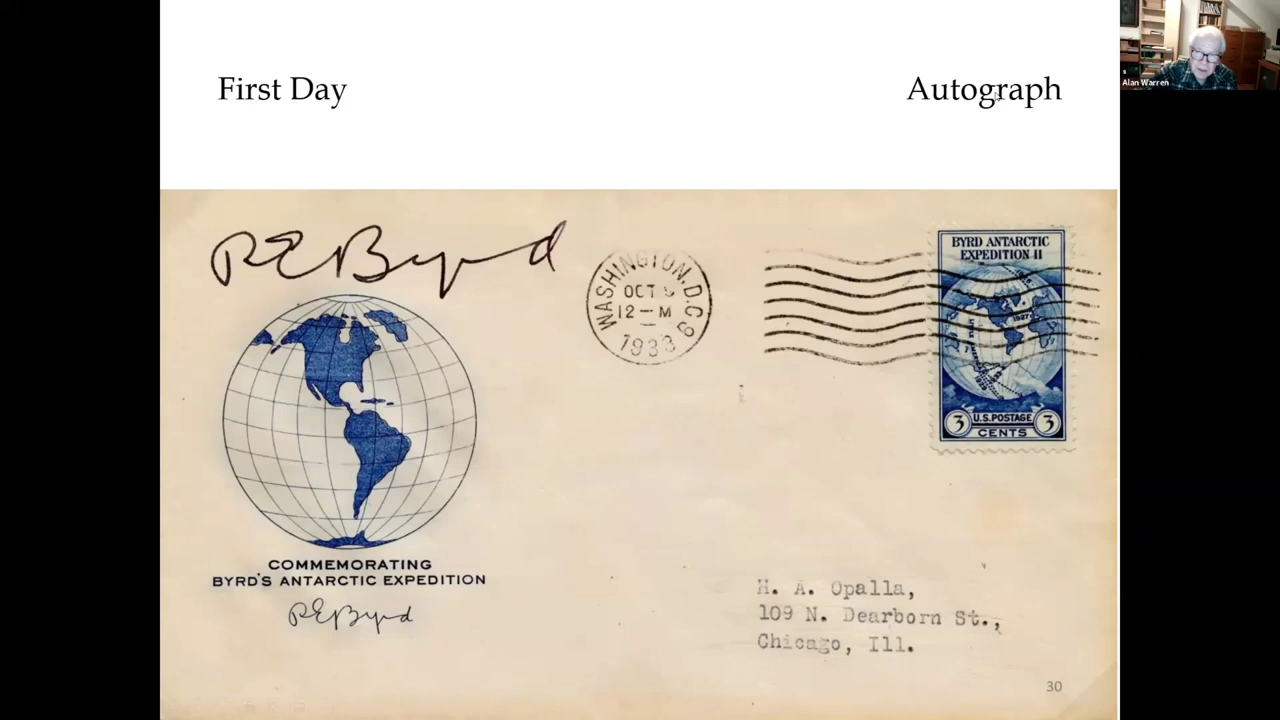 First Day
Autograph
Alan Warren
R E Byrd
WASHINGTON, D.C.
OCT 9
12-M
1933
BYRD ANTARCTIC
EXPEDITION II
U.S. POSTAGE
3 3
CENTS
COMMEMORATING
BYRD'S ANTARCTIC EXPEDITION
R E Byrd
H. A. Opalla,
109 N. Dearborn St.,
Chicago, Ill.
30